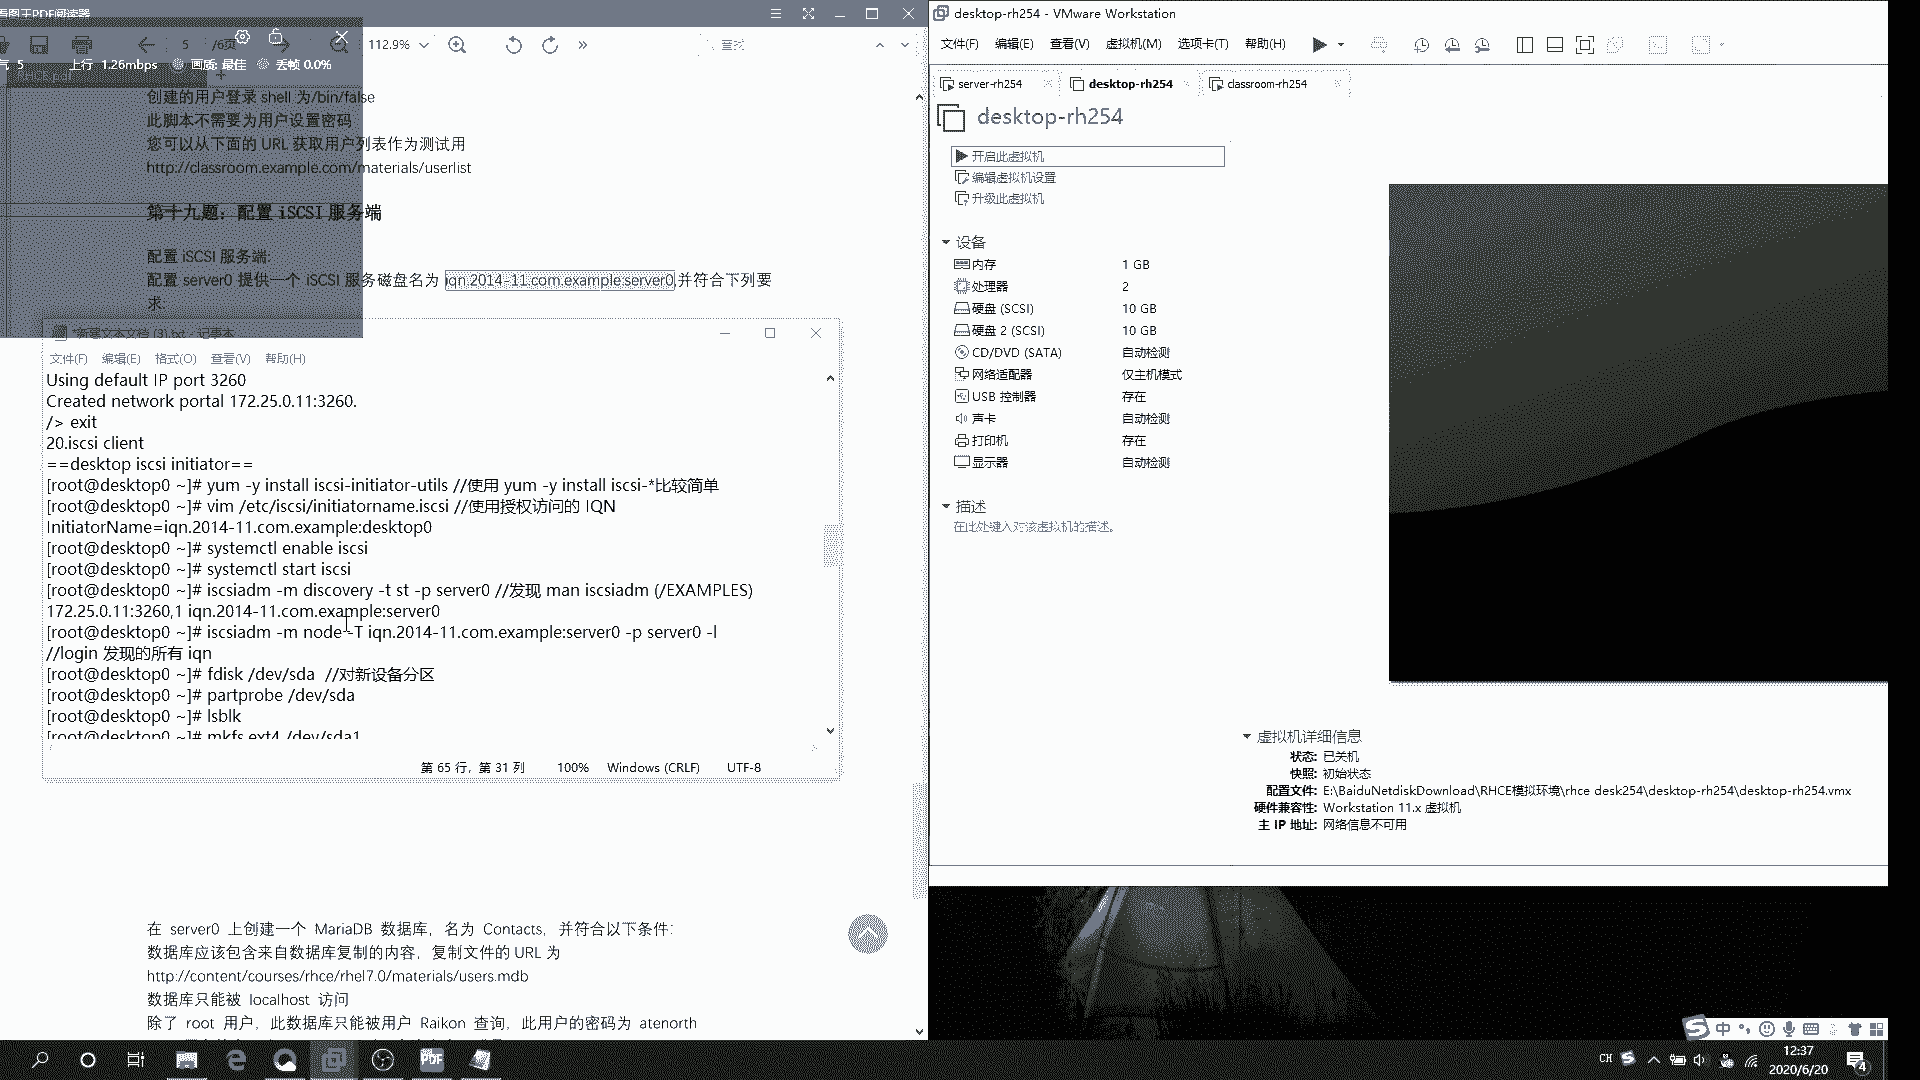 看图王PDF阅读器
5 /6页
112.9%
查找
气 5 上行 1.26mbps 画质: 最佳 丢帧 0.0%
RHCE.pdf
创建的用户登录 shell 为/bin/false
此脚本不需要为用户设置密码
您可以从下面的 URL 获取用户列表作为测试用
http://classroom.example.com/materials/userlist
第十九题：配置 iSCSI 服务端
配置 iSCSI 服务端:
配置 server0 提供一个 iSCSI 服务磁盘名为 iqn.2014-11.com.example:server0,并符合下列要
求:
*新建文本文档 (3).txt - 记事本
文件(F) 编辑(E) 格式(O) 查看(V) 帮助(H)
Using default IP port 3260
Created network portal 172.25.0.11:3260.
/> exit
20.iscsi client
==desktop iscsi initiator==
[root@desktop0 ~]# yum -y install iscsi-initiator-utils //使用 yum -y install iscsi-*比较简单
[root@desktop0 ~]# vim /etc/iscsi/initiatorname.iscsi //使用授权访问的 IQN
InitiatorName=iqn.2014-11.com.example:desktop0
[root@desktop0 ~]# systemctl enable iscsi
[root@desktop0 ~]# systemctl start iscsi
[root@desktop0 ~]# iscsiadm -m discovery -t st -p server0 //发现 man iscsiadm (/EXAMPLES)
172.25.0.11:3260,1 iqn.2014-11.com.example:server0
[root@desktop0 ~]# iscsiadm -m node -T iqn.2014-11.com.example:server0 -p server0 -l
//login 发现的所有 iqn
[root@desktop0 ~]# fdisk /dev/sda //对新设备分区
[root@desktop0 ~]# partprobe /dev/sda
[root@desktop0 ~]# lsblk
[root@desktop0 ~]# mkfs.ext4 /dev/sda1
第 65 行，第 31 列 100% Windows (CRLF) UTF-8
在 server0 上创建一个 MariaDB 数据库，名为 Contacts，并符合以下条件:
数据库应该包含来自数据库复制的内容，复制文件的 URL 为
http://content/courses/rhce/rhel7.0/materials/users.mdb
数据库只能被 localhost 访问
除了 root 用户，此数据库只能被用户 Raikon 查询，此用户的密码为 atenorth
desktop-rh254 - VMware Workstation
文件(F) 编辑(E) 查看(V) 虚拟机(M) 选项卡(T) 帮助(H)
server-rh254 desktop-rh254 classroom-rh254
desktop-rh254
开启此虚拟机
编辑虚拟机设置
升级此虚拟机
设备
内存 1 GB
处理器 2
硬盘 (SCSI) 10 GB
硬盘 2 (SCSI) 10 GB
CD/DVD (SATA) 自动检测
网络适配器 仅主机模式
USB 控制器 存在
声卡 自动检测
打印机 存在
显示器 自动检测
描述
在此处键入对该虚拟机的描述。
虚拟机详细信息
状态: 已关机
快照: 初始状态
配置文件: E:\BaiduNetdiskDownload\RHCE模拟环境\rhce desk254\desktop-rh254\desktop-rh254.vmx
硬件兼容性: Workstation 11.x 虚拟机
主 IP 地址: 网络信息不可用
中
PDF
CH
12:37
2020/6/20
4